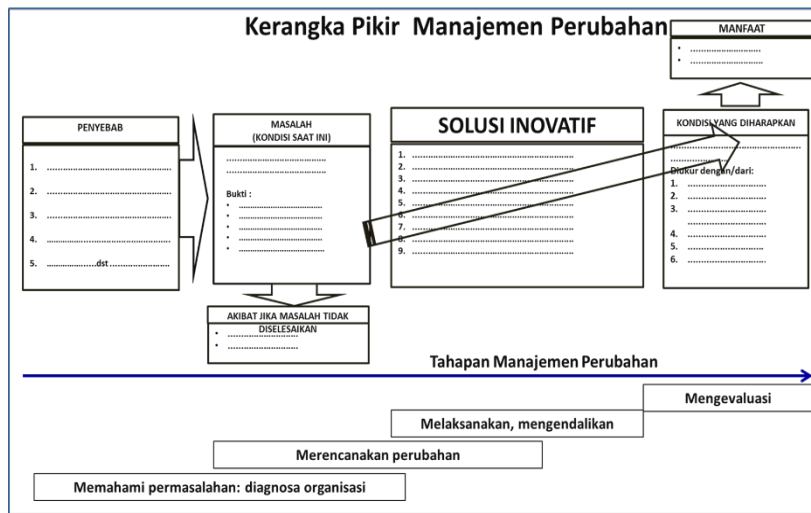 Kerangka Pikir Manajemen Perubahan
MANFAAT
• ..........................
• ...........................
PENYEBAB
1. ...............................................
2. ...............................................
3. ...............................................
4. ...............................................
5. ...................dst.......................
MASALAH
(KONDISI SAAT INI)
......................................
......................................
Bukti :
• ................................
• ................................
• ................................
• ................................
• ................................
AKIBAT JIKA MASALAH TIDAK
DISELESAIKAN
• ................................
• ...........................
SOLUSI INOVATIF
1. ..............................................................
2. ..............................................................
3. ..............................................................
4. ..............................................................
5. ..............................................................
6. ..............................................................
7. ..............................................................
8. ..............................................................
9. ..............................................................
KONDISI YANG DIHARAPKAN
..................................................
......................
Diukur dengan/dari:
1. ..............................
2. ..............................
3. ..............................
..............................
4. ..............................
5. .............................
6. ..............................
Tahapan Manajemen Perubahan
Mengevaluasi
Melaksanakan, mengendalikan
Merencanakan perubahan
Memahami permasalahan: diagnosa organisasi